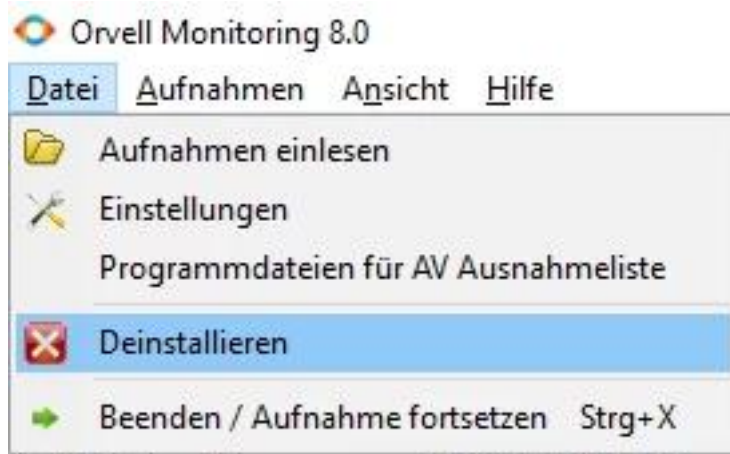 Orvell Monitoring 8.0
Datei Aufnahmen Ansicht Hilfe
Aufnahmen einlesen
Einstellungen
Programmdateien für AV Ausnahmeliste
Deinstallieren
Beenden / Aufnahme fortsetzen Strg+X